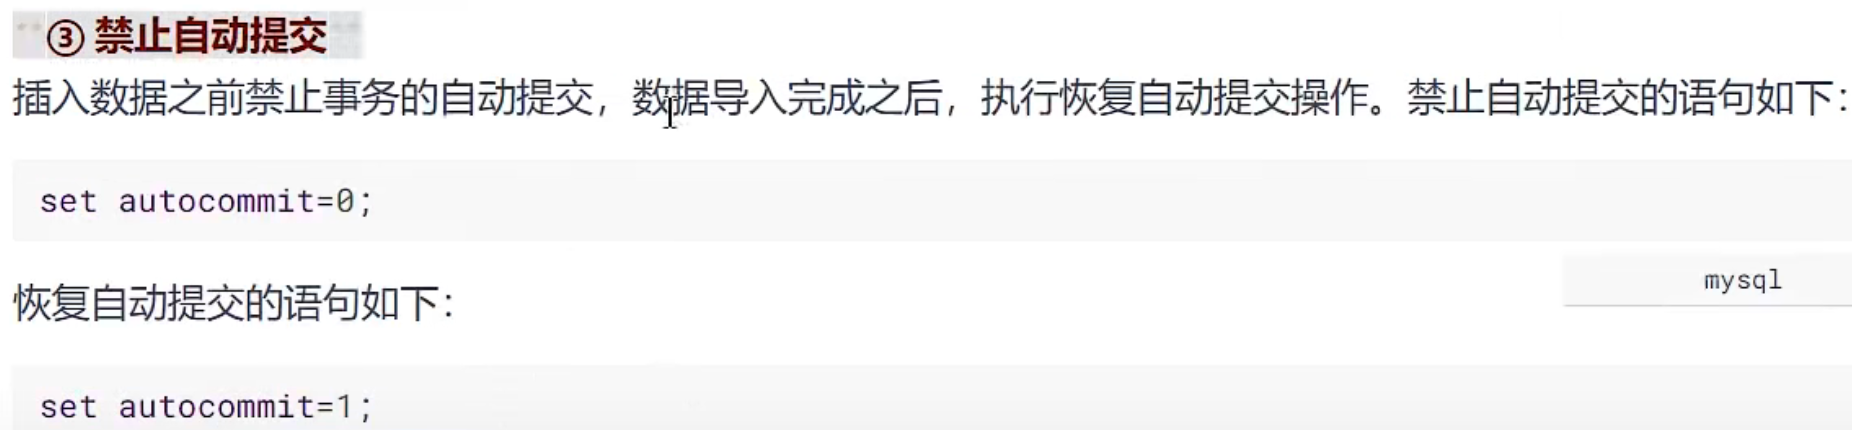 ③ 禁止自动提交
插入数据之前禁止事务的自动提交，数据导入完成之后，执行恢复自动提交操作。禁止自动提交的语句如下：
set autocommit=0;
mysql
恢复自动提交的语句如下：
set autocommit=1;